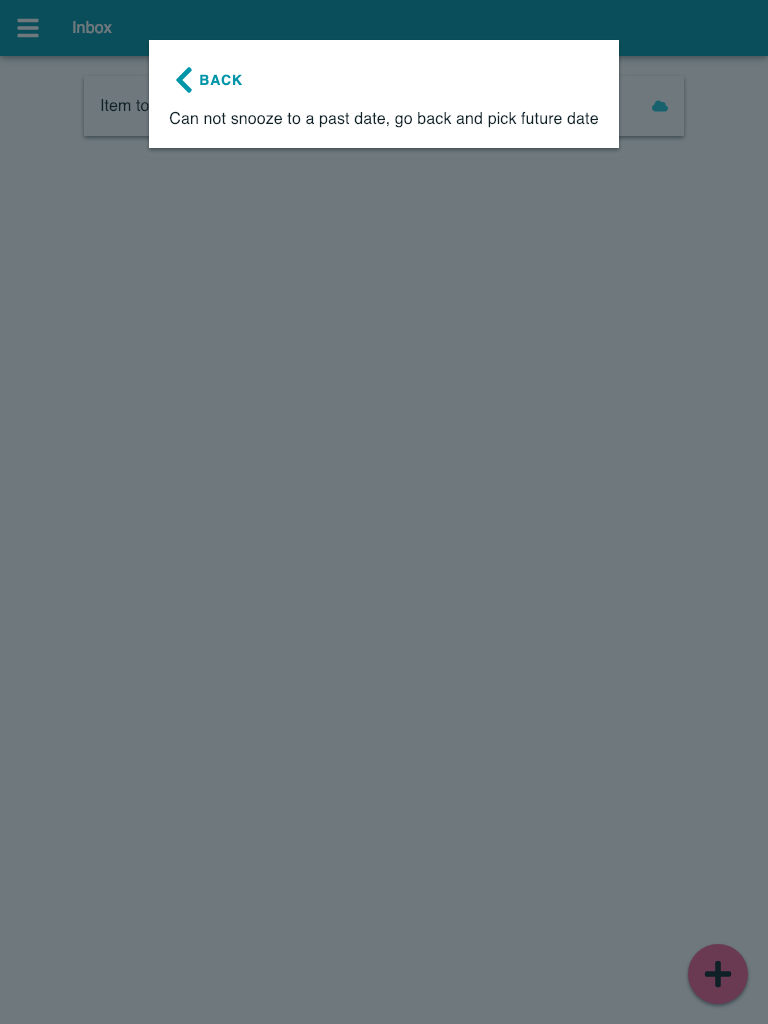 Inbox
BACK
Item to
Can not snooze to a past date, go back and pick future date